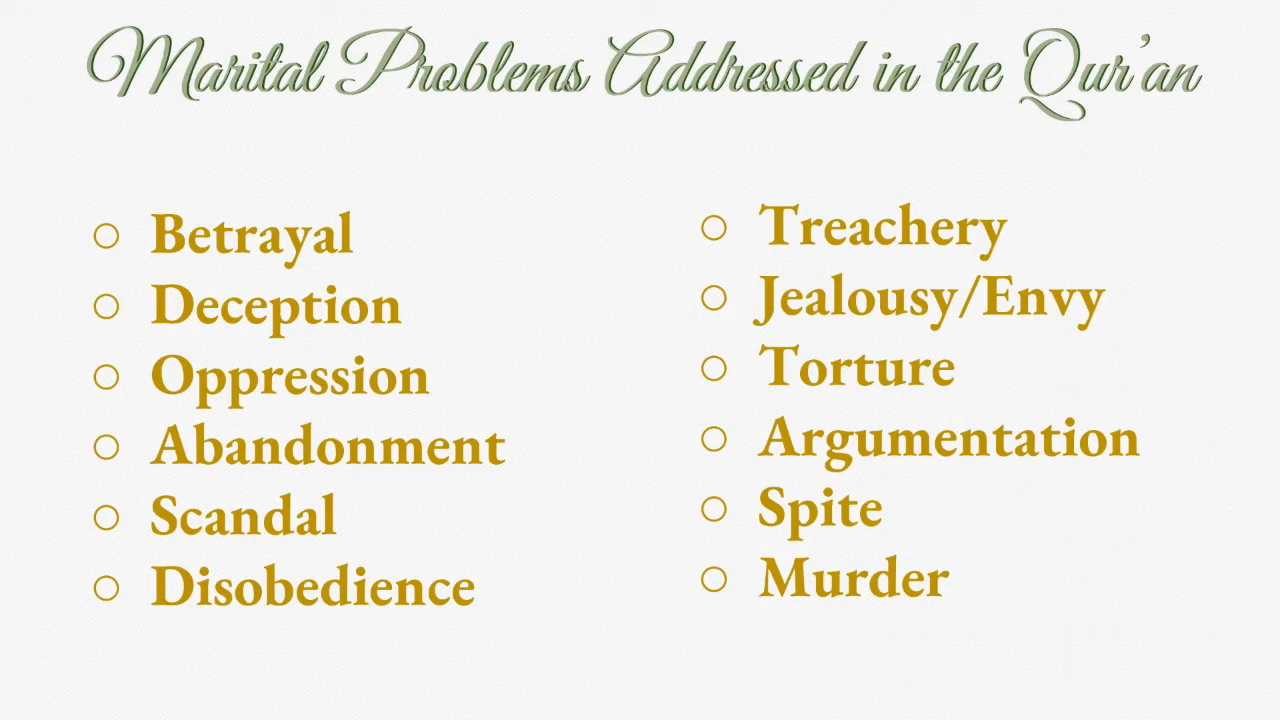 Marital Problems Addressed in the Qur'an
○ Betrayal
○ Deception
○ Oppression
○ Abandonment
○ Scandal
○ Disobedience
○ Treachery
○ Jealousy/Envy
○ Torture
○ Argumentation
○ Spite
○ Murder